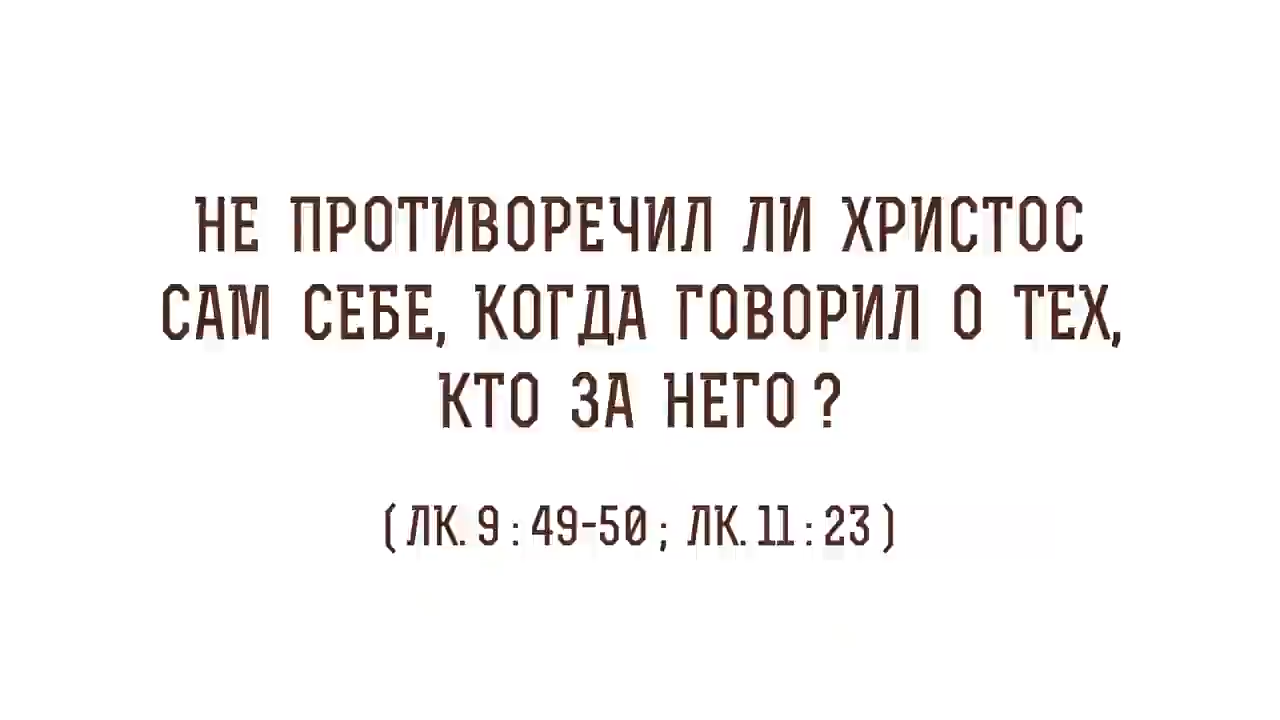 НЕ ПРОТИВОРЕЧИЛ ЛИ ХРИСТОС
САМ СЕБЕ, КОГДА ГОВОРИЛ О ТЕХ,
КТО ЗА НЕГО?
(ЛК. 9:49-50; ЛК. 11:23)